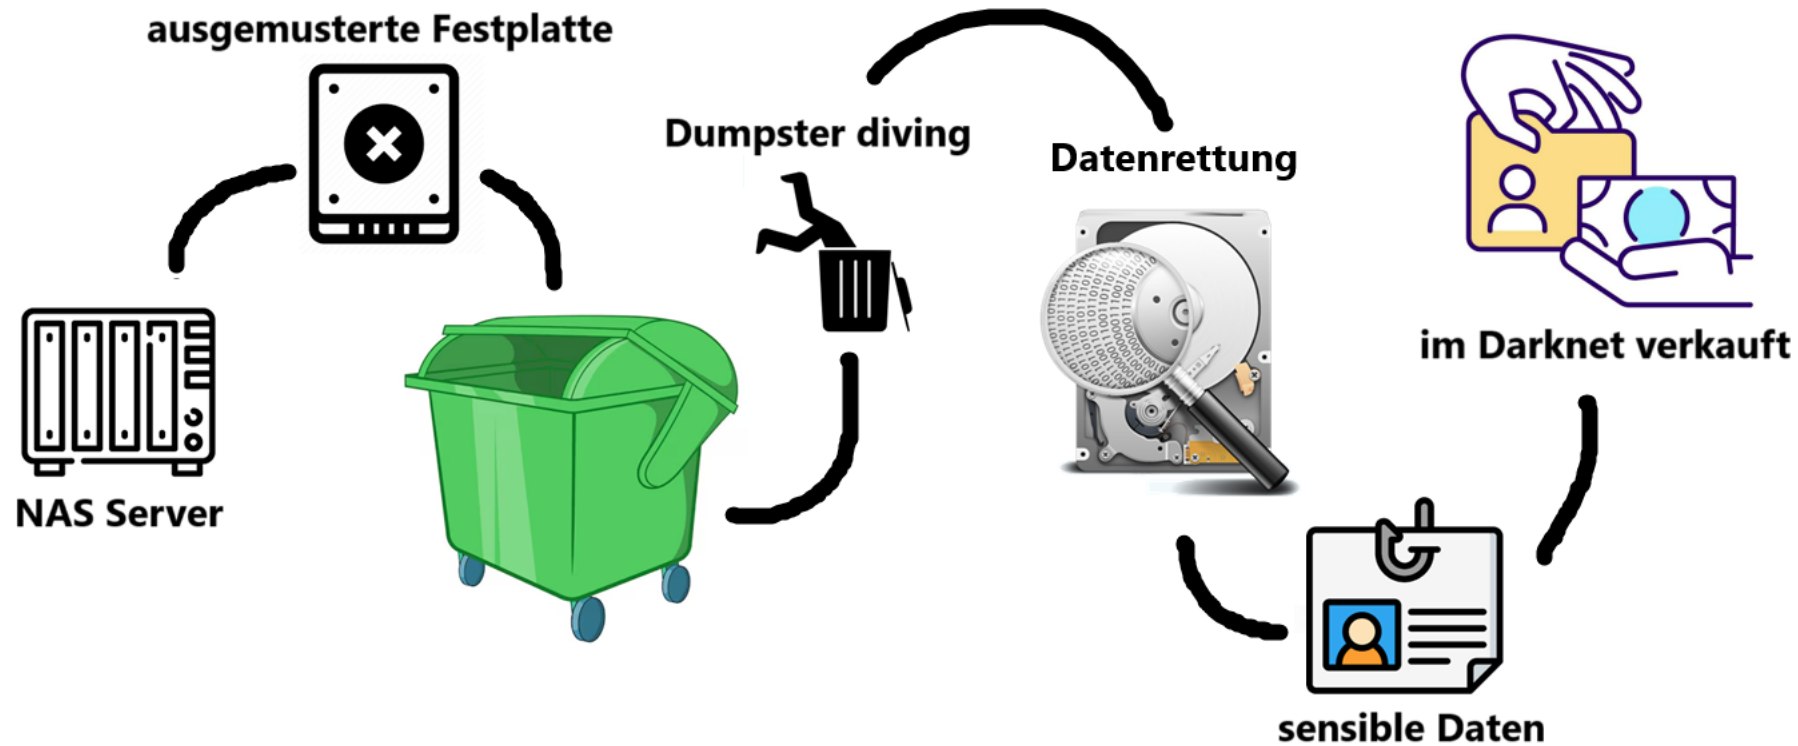 ausgemusterte Festplatte
Dumpster diving
Datenrettung
im Darknet verkauft
NAS Server
sensible Daten